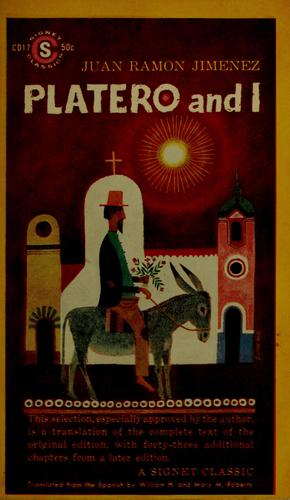 SIGNET
CD17 S 50c
CLASSICS
JUAN RAMON JIMENEZ
PLATERO and I
This selection, especially approved by the author,
is a translation of the complete text of the
original edition, with forty-three additional
chapters from a later edition.
A SIGNET CLASSIC
Translated from the Spanish by William H. and Mary M. Roberts